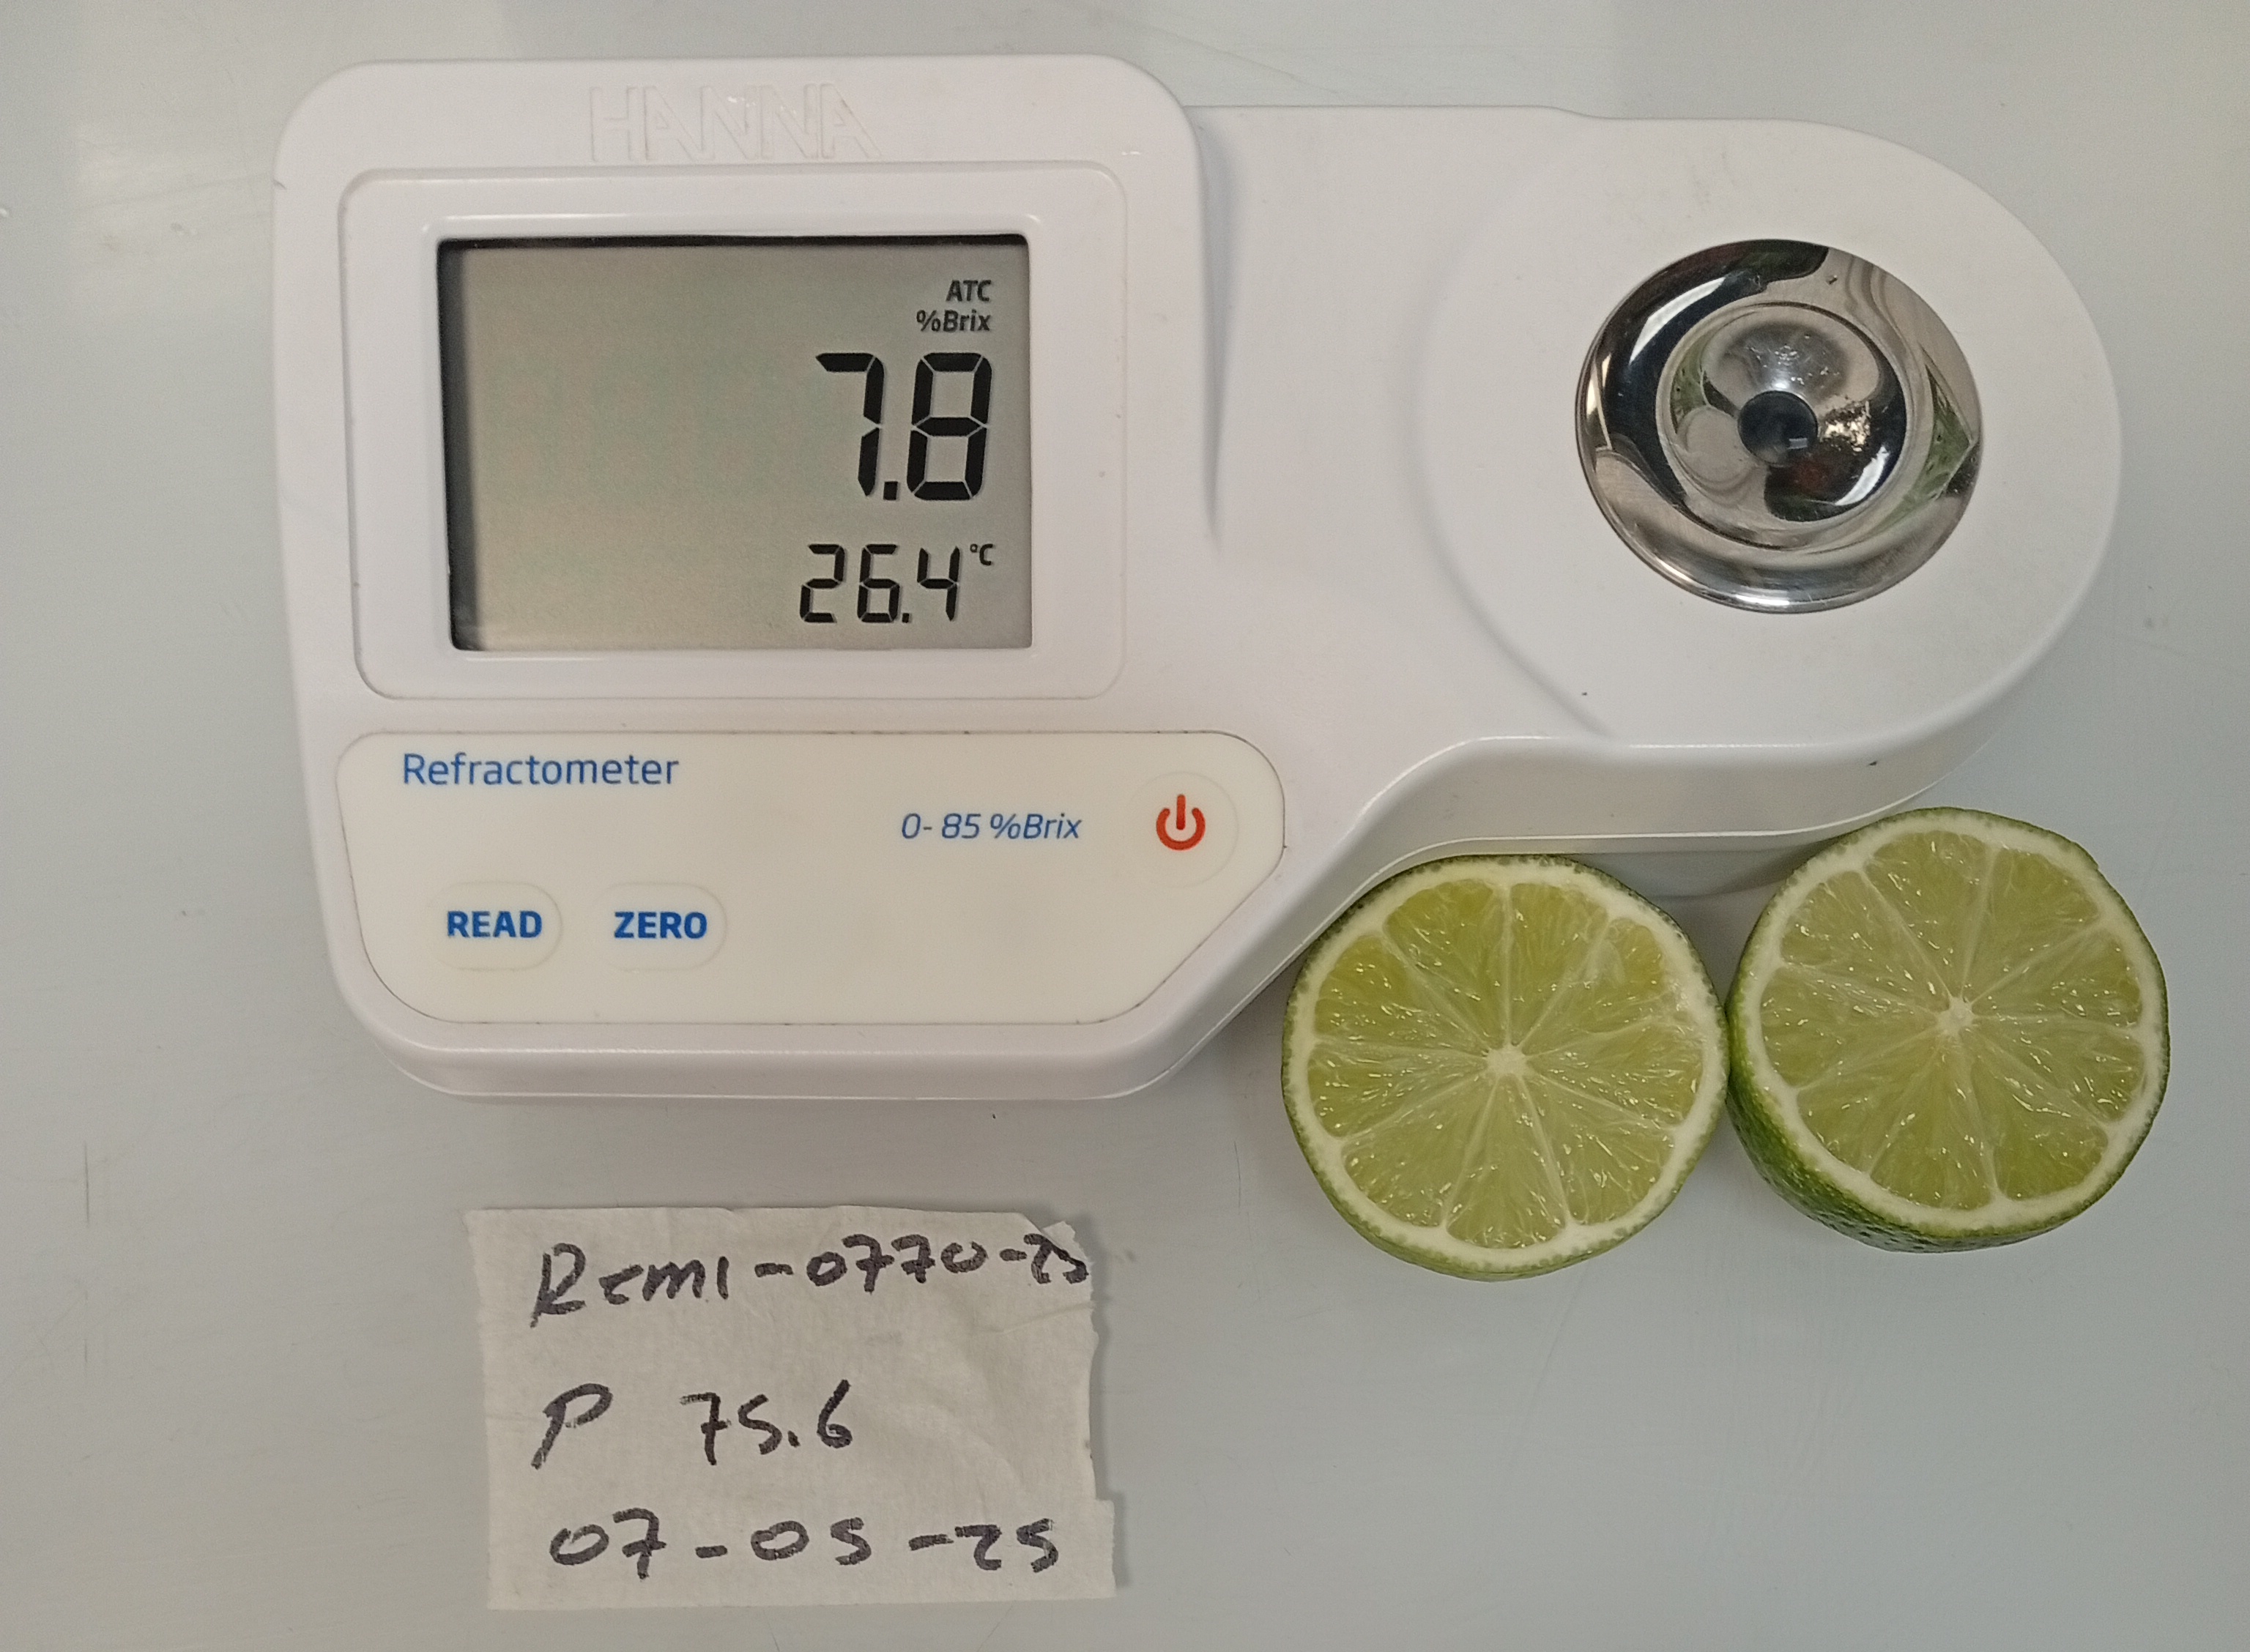 HANNA
ATC
%Brix
7.8
26.4 °C
Refractometer
0-85 %Brix
READ ZERO
Remi-0770-25
P 75.6
07-05-25